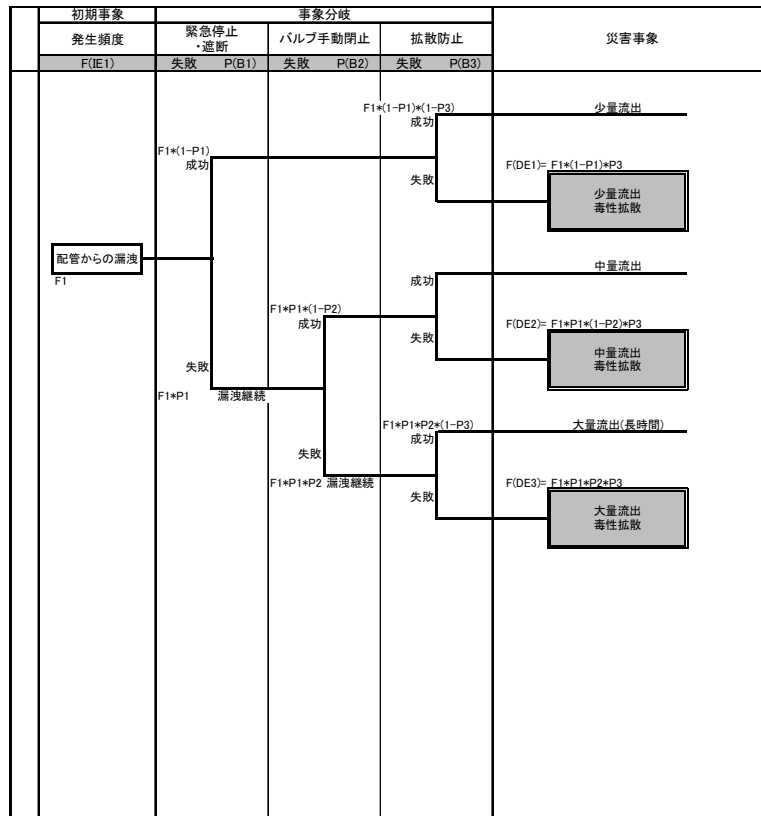 初期事象
事象分岐
発生頻度
緊急停止
・遮断
バルブ手動閉止
拡散防止
災害事象
F(IE1)
失敗 P(B1)
失敗 P(B2)
失敗 P(B3)
F1*(1-P1)*(1-P3)
成功
少量流出
F1*(1-P1)
成功
失敗
F(DE1)= F1*(1-P1)*P3
少量流出
毒性拡散
配管からの漏洩
F1
成功
中量流出
F1*P1*(1-P2)
成功
失敗
F(DE2)= F1*P1*(1-P2)*P3
中量流出
毒性拡散
失敗
F1*P1 漏洩継続
F1*P1*P2*(1-P3)
成功
大量流出(長時間)
失敗
F1*P1*P2 漏洩継続
失敗
F(DE3)= F1*P1*P2*P3
大量流出
毒性拡散